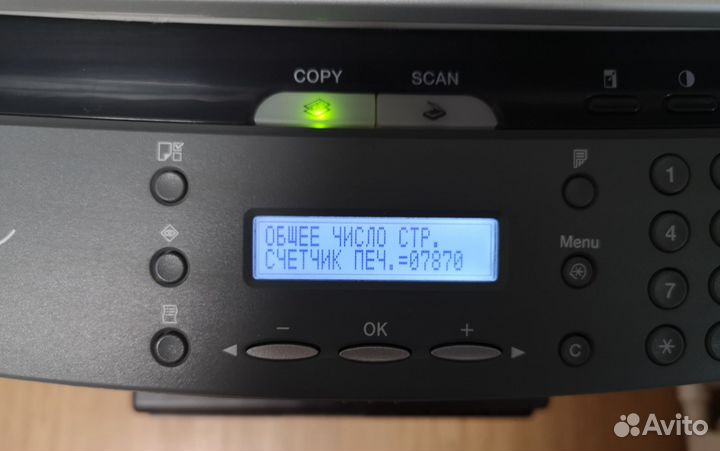 COPY SCAN
1
ОБЩЕЕ ЧИСЛО СТР.
СЧЕТЧИК ПЕЧ.=07870
Menu
4
7
− OK +
C
Avito